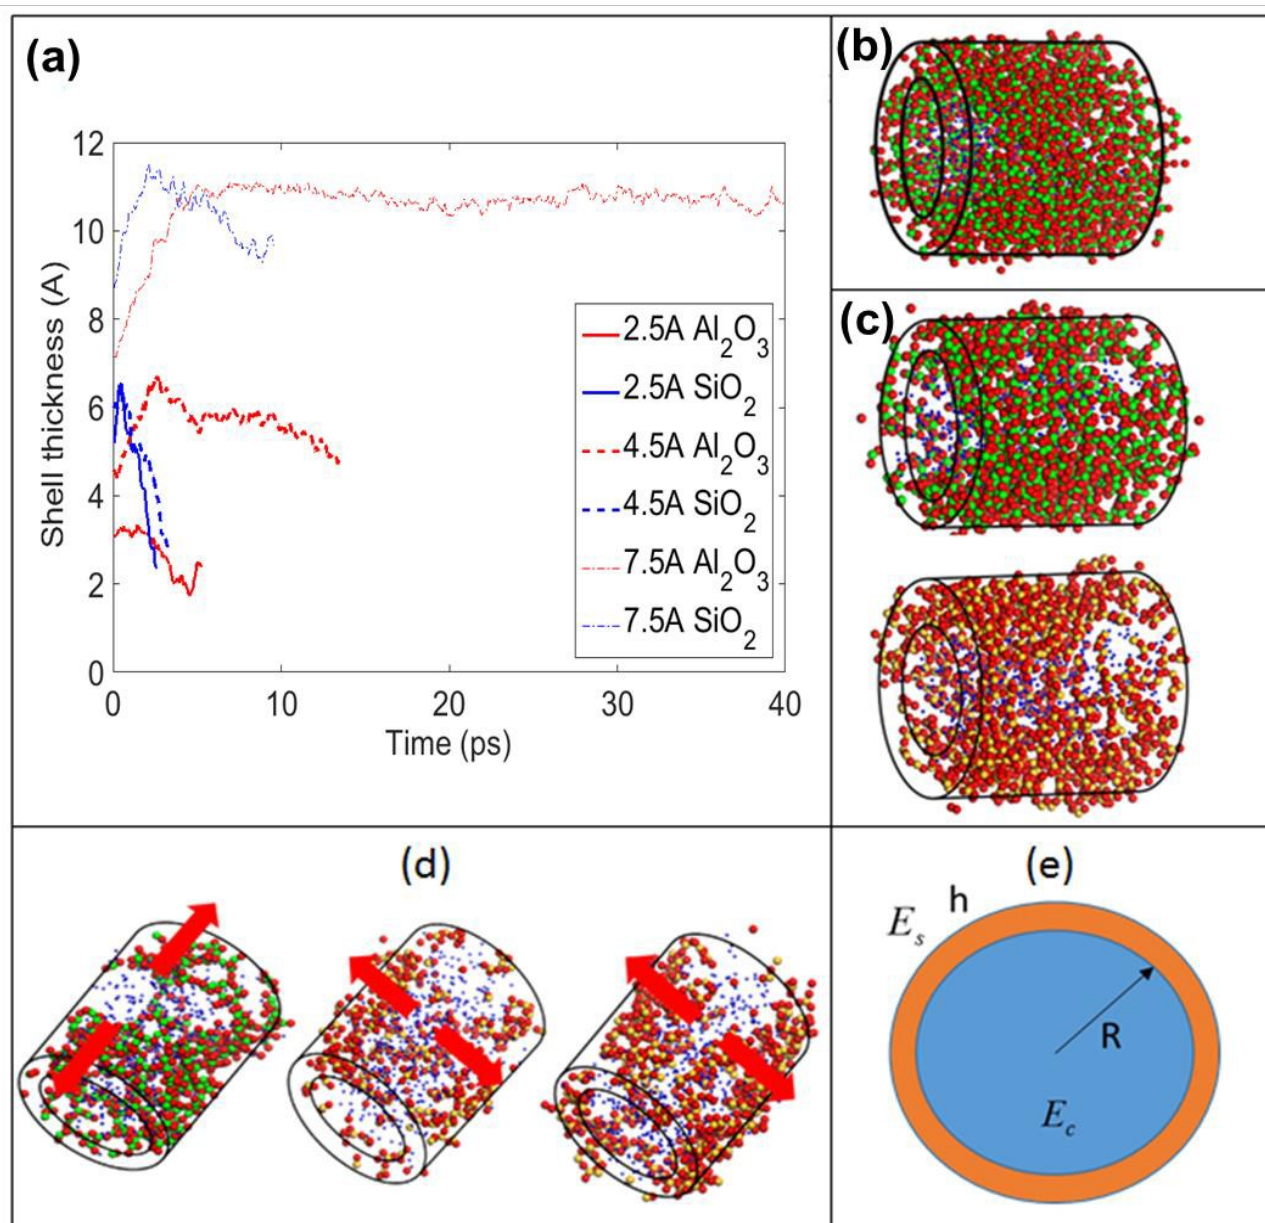 (a)
12
10
8
6
4
2
0
Shell thickness (A)
0 10 20 30 40
Time (ps)
2.5A Al₂O₃
2.5A SiO₂
4.5A Al₂O₃
4.5A SiO₂
7.5A Al₂O₃
7.5A SiO₂
(b)
(c)
(d)
(e)
h
Eₛ
R
E꜀